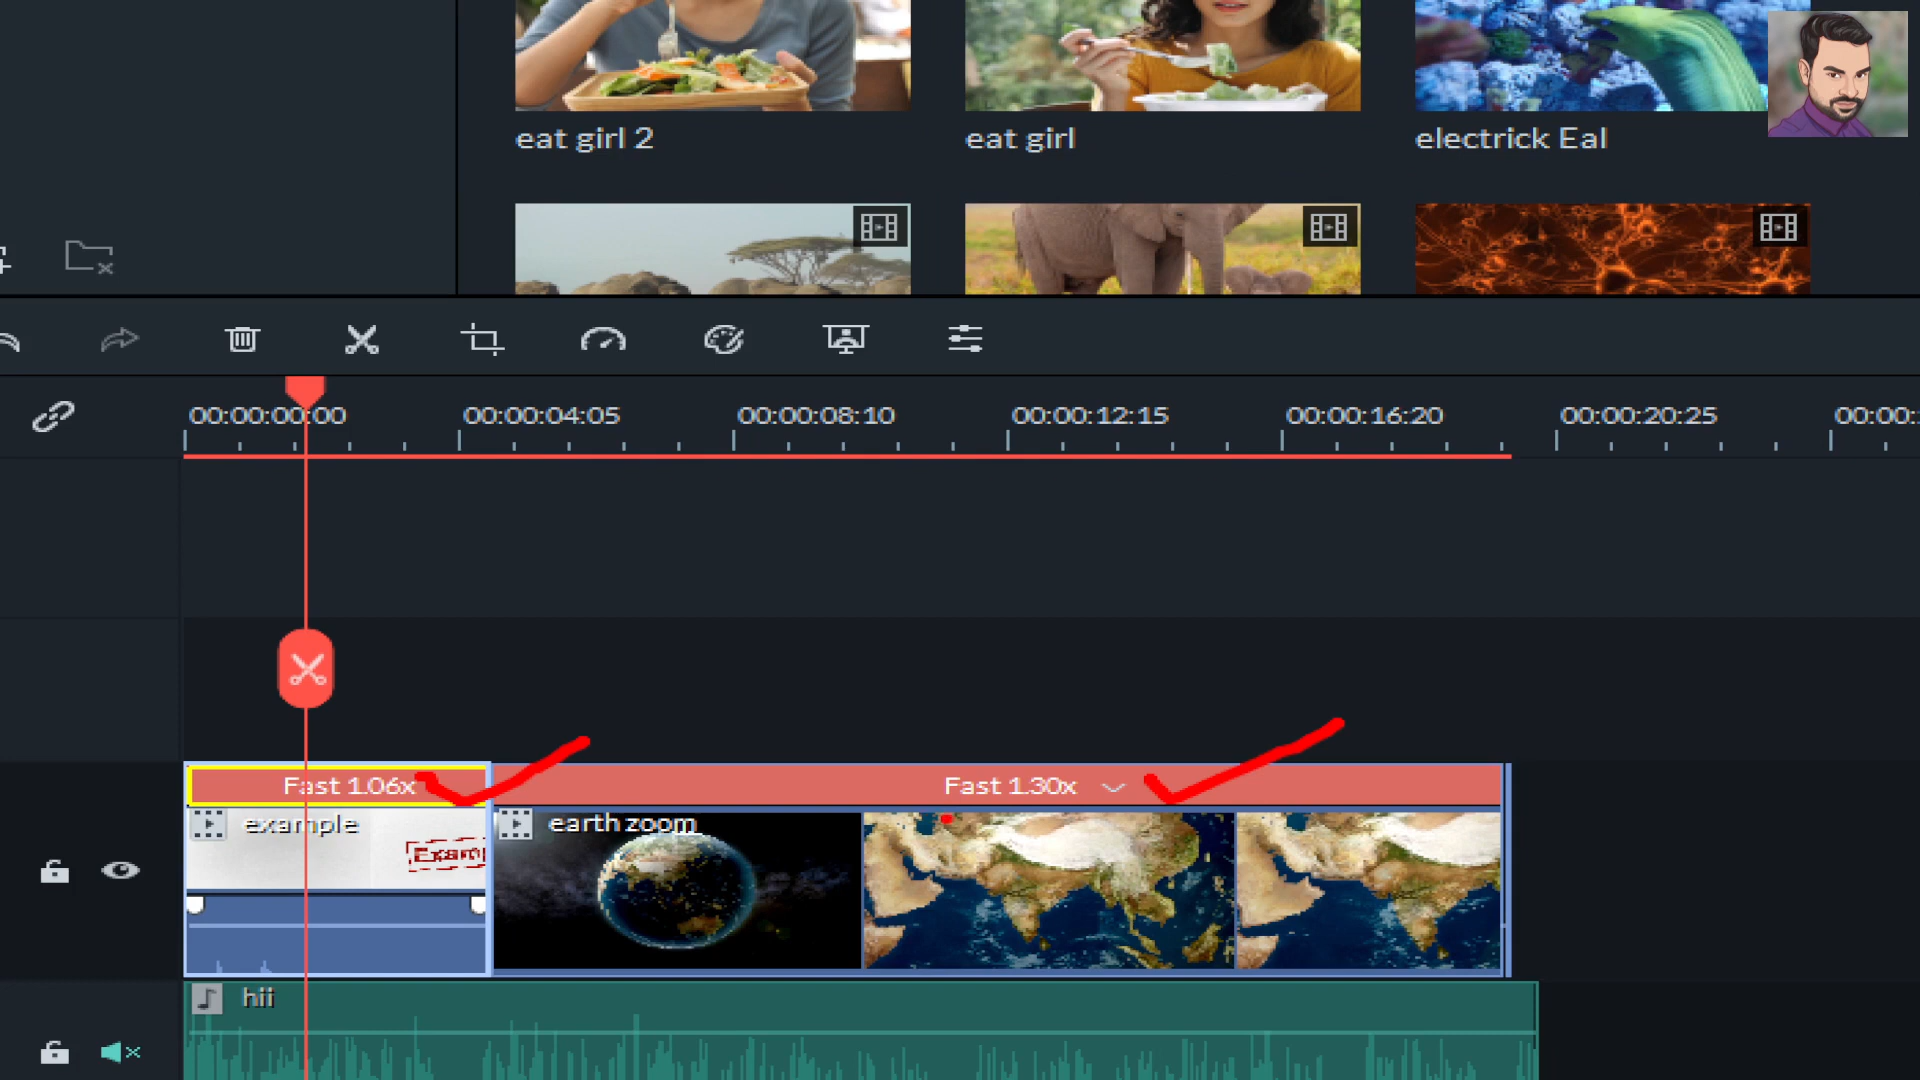 eat girl 2
eat girl
electrick Eal
00:00:00:00
00:00:04:05
00:00:08:10
00:00:12:15
00:00:16:20
00:00:20:25
Fast 1.06x
Fast 1.30x
example
earth zoom
hii